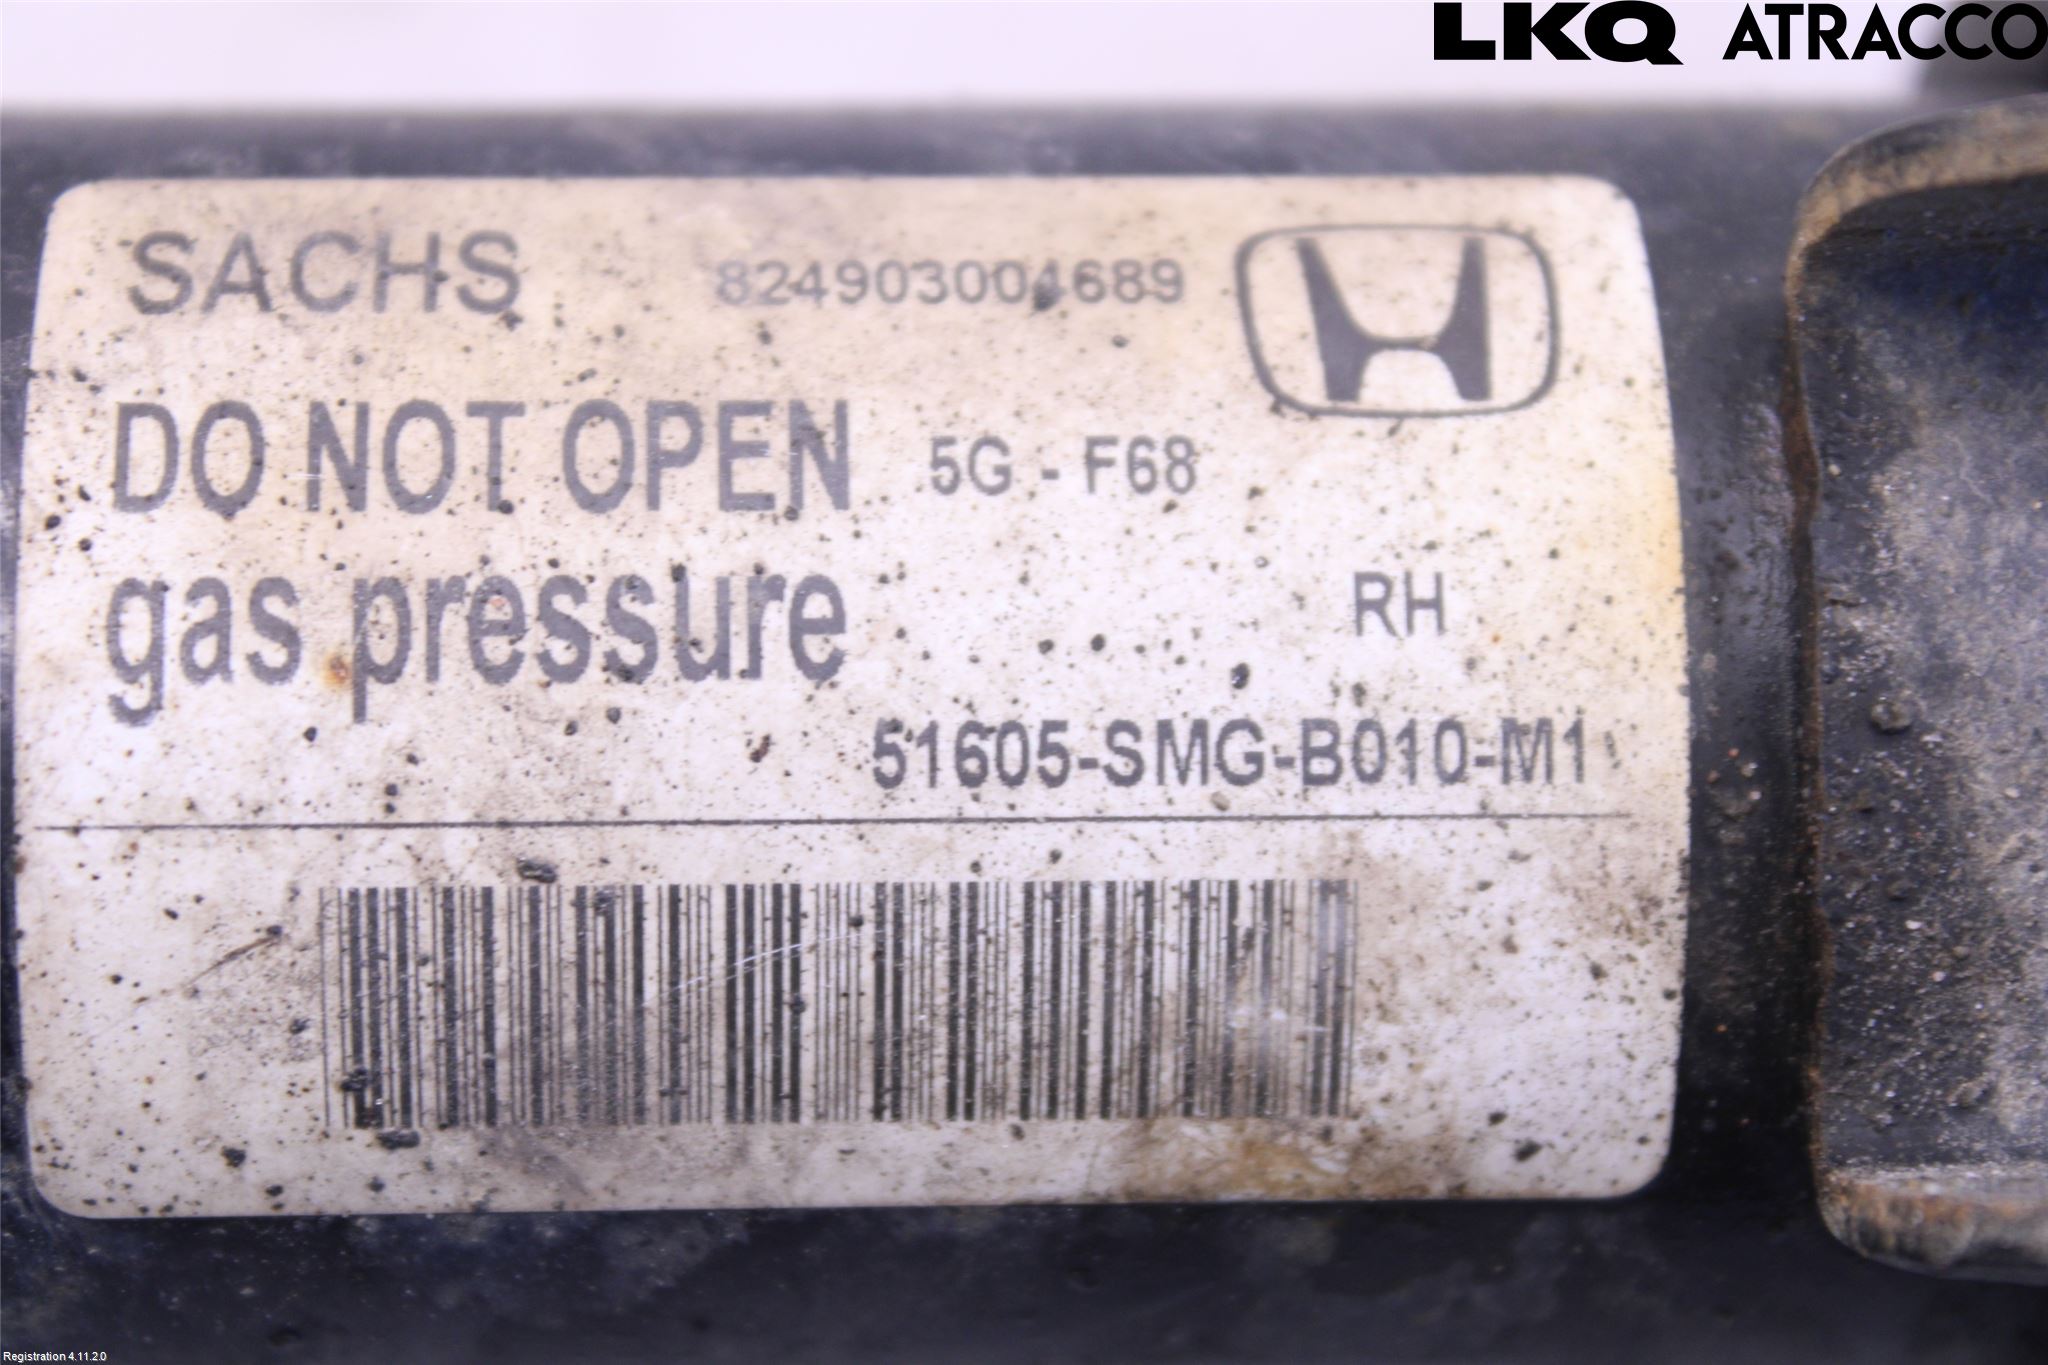 LKQ ATRACCO
SACHS 824903004689
DO NOT OPEN 5G - F68
gas pressure RH
51605-SMG-B010-M1
Registration 4.11.2.0